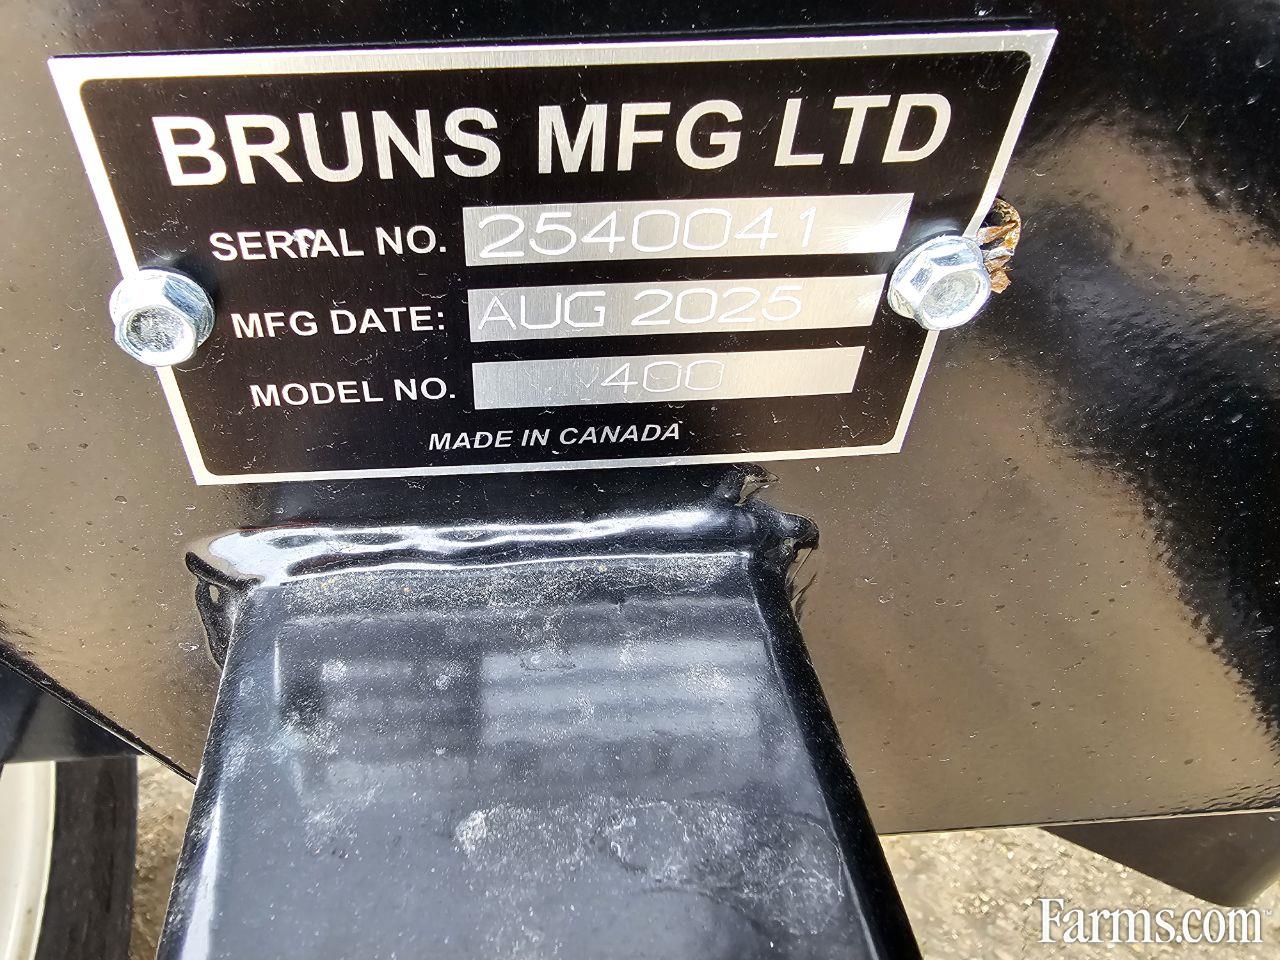 BRUNS MFG LTD
SERIAL NO. 2540041
MFG DATE: AUG 2025
MODEL NO. 400
MADE IN CANADA
Farms.com